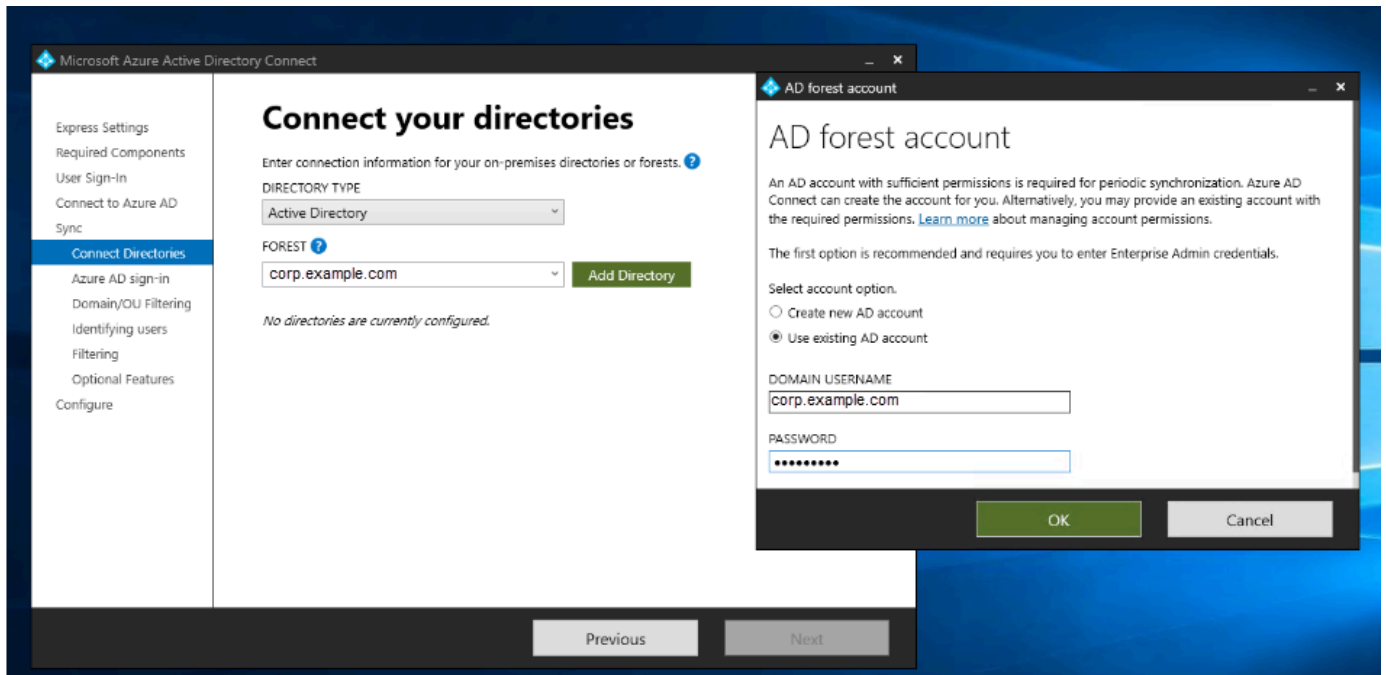 Microsoft Azure Active Directory Connect
Express Settings
Required Components
User Sign-In
Connect to Azure AD
Sync
Connect Directories
Azure AD sign-in
Domain/OU Filtering
Identifying users
Filtering
Optional Features
Configure
Connect your directories
Enter connection information for your on-premises directories or forests. ?
DIRECTORY TYPE
Active Directory
FOREST ?
corp.example.com
Add Directory
No directories are currently configured.
Previous
Next
AD forest account
AD forest account
An AD account with sufficient permissions is required for periodic synchronization. Azure AD
Connect can create the account for you. Alternatively, you may provide an existing account with
the required permissions. Learn more about managing account permissions.
The first option is recommended and requires you to enter Enterprise Admin credentials.
Select account option.
Create new AD account
Use existing AD account
DOMAIN USERNAME
corp.example.com
PASSWORD
•••••••••
OK
Cancel